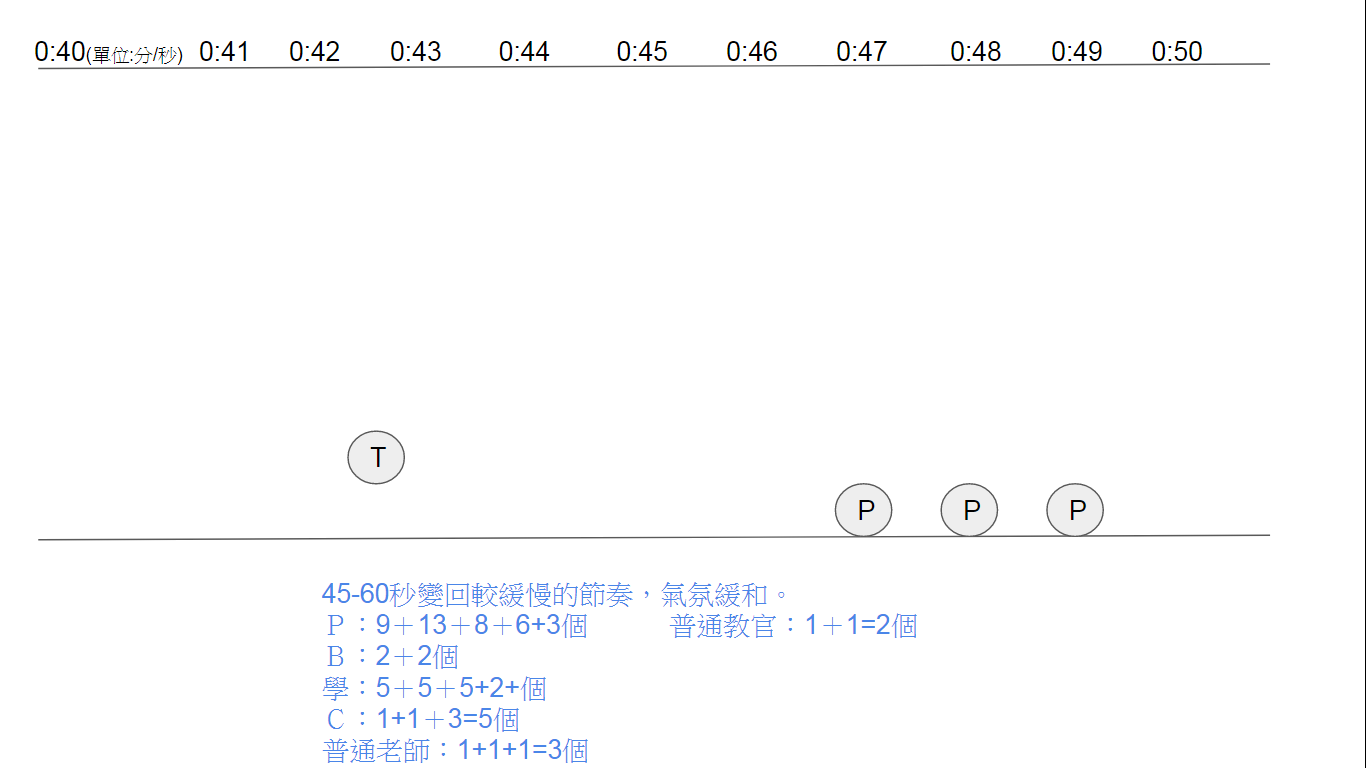 0:40(單位:分/秒) 0:41 0:42 0:43 0:44 0:45 0:46 0:47 0:48 0:49 0:50
T
P P P
45-60秒變回較緩慢的節奏，氣氛緩和。
Ｐ：9＋13＋8＋6+3個 普通教官：1＋1=2個
Ｂ：2＋2個
學：5＋5＋5+2+個
Ｃ：1+1＋3=5個
普通老師：1+1+1=3個